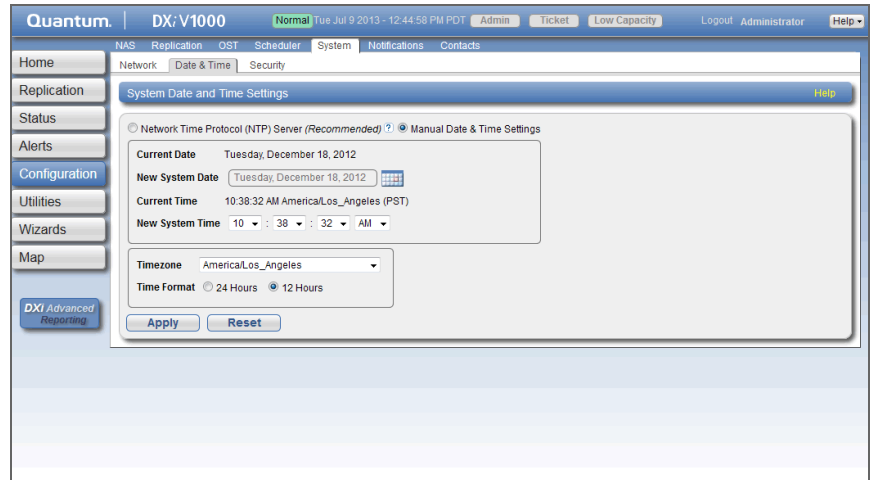 Quantum. DXi V1000 Normal Tue Jul 9 2013 - 12:44:58 PM PDT Admin Ticket Low Capacity Logout Administrator Help
NAS Replication OST Scheduler System Notifications Contacts
Network Date & Time Security
Home
Replication
Status
Alerts
Configuration
Utilities
Wizards
Map
DXi Advanced
Reporting
System Date and Time Settings Help
Network Time Protocol (NTP) Server (Recommended) ? Manual Date & Time Settings
Current Date Tuesday, December 18, 2012
New System Date Tuesday, December 18, 2012
Current Time 10:38:32 AM America/Los_Angeles (PST)
New System Time 10 : 38 : 32 AM
Timezone America/Los_Angeles
Time Format 24 Hours 12 Hours
Apply Reset